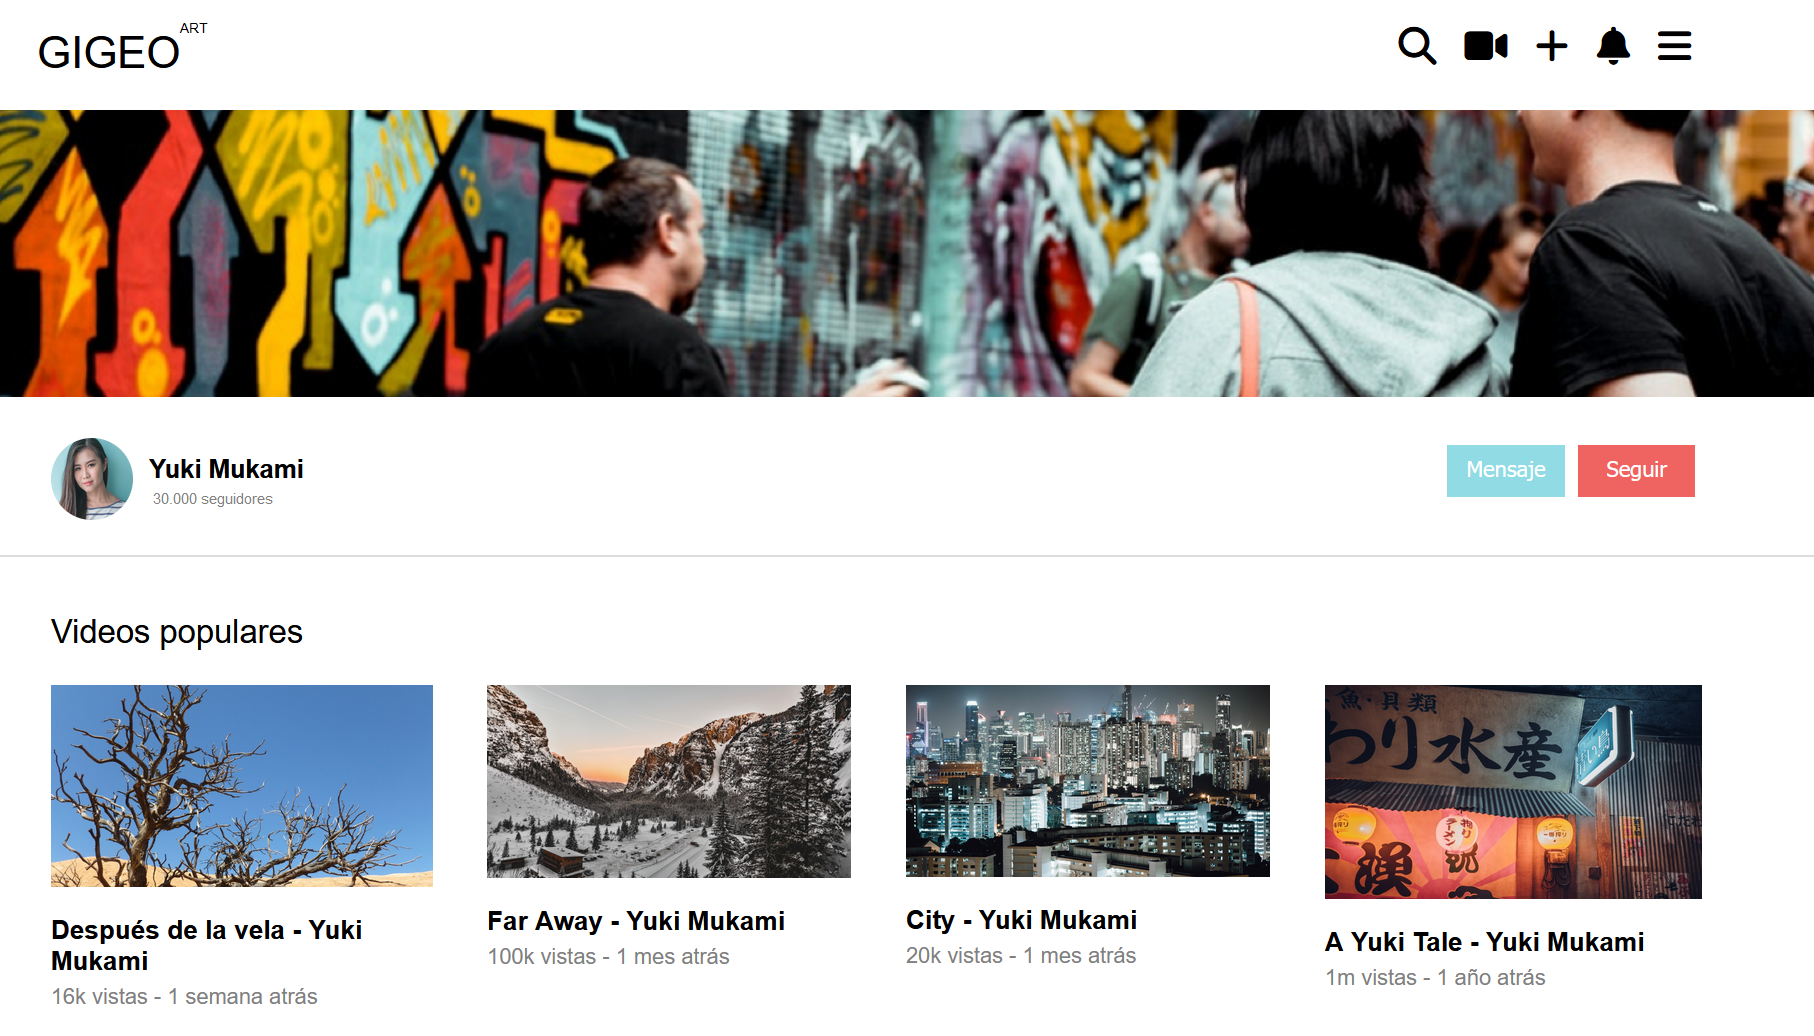 GIGEO ART
Yuki Mukami
30.000 seguidores
Mensaje
Seguir
Videos populares
魚・貝類
わり水産
Después de la vela - Yuki
Mukami
16k vistas - 1 semana atrás
Far Away - Yuki Mukami
100k vistas - 1 mes atrás
City - Yuki Mukami
20k vistas - 1 mes atrás
A Yuki Tale - Yuki Mukami
1m vistas - 1 año atrás